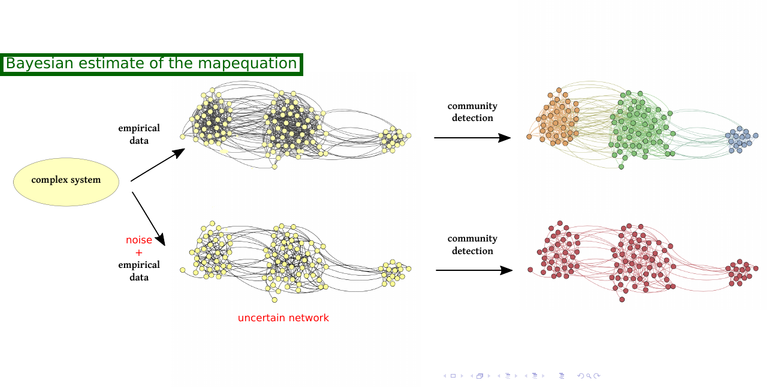 Bayesian estimate of the mapequation
empirical
data
community
detection
complex system
noise
+
empirical
data
community
detection
uncertain network